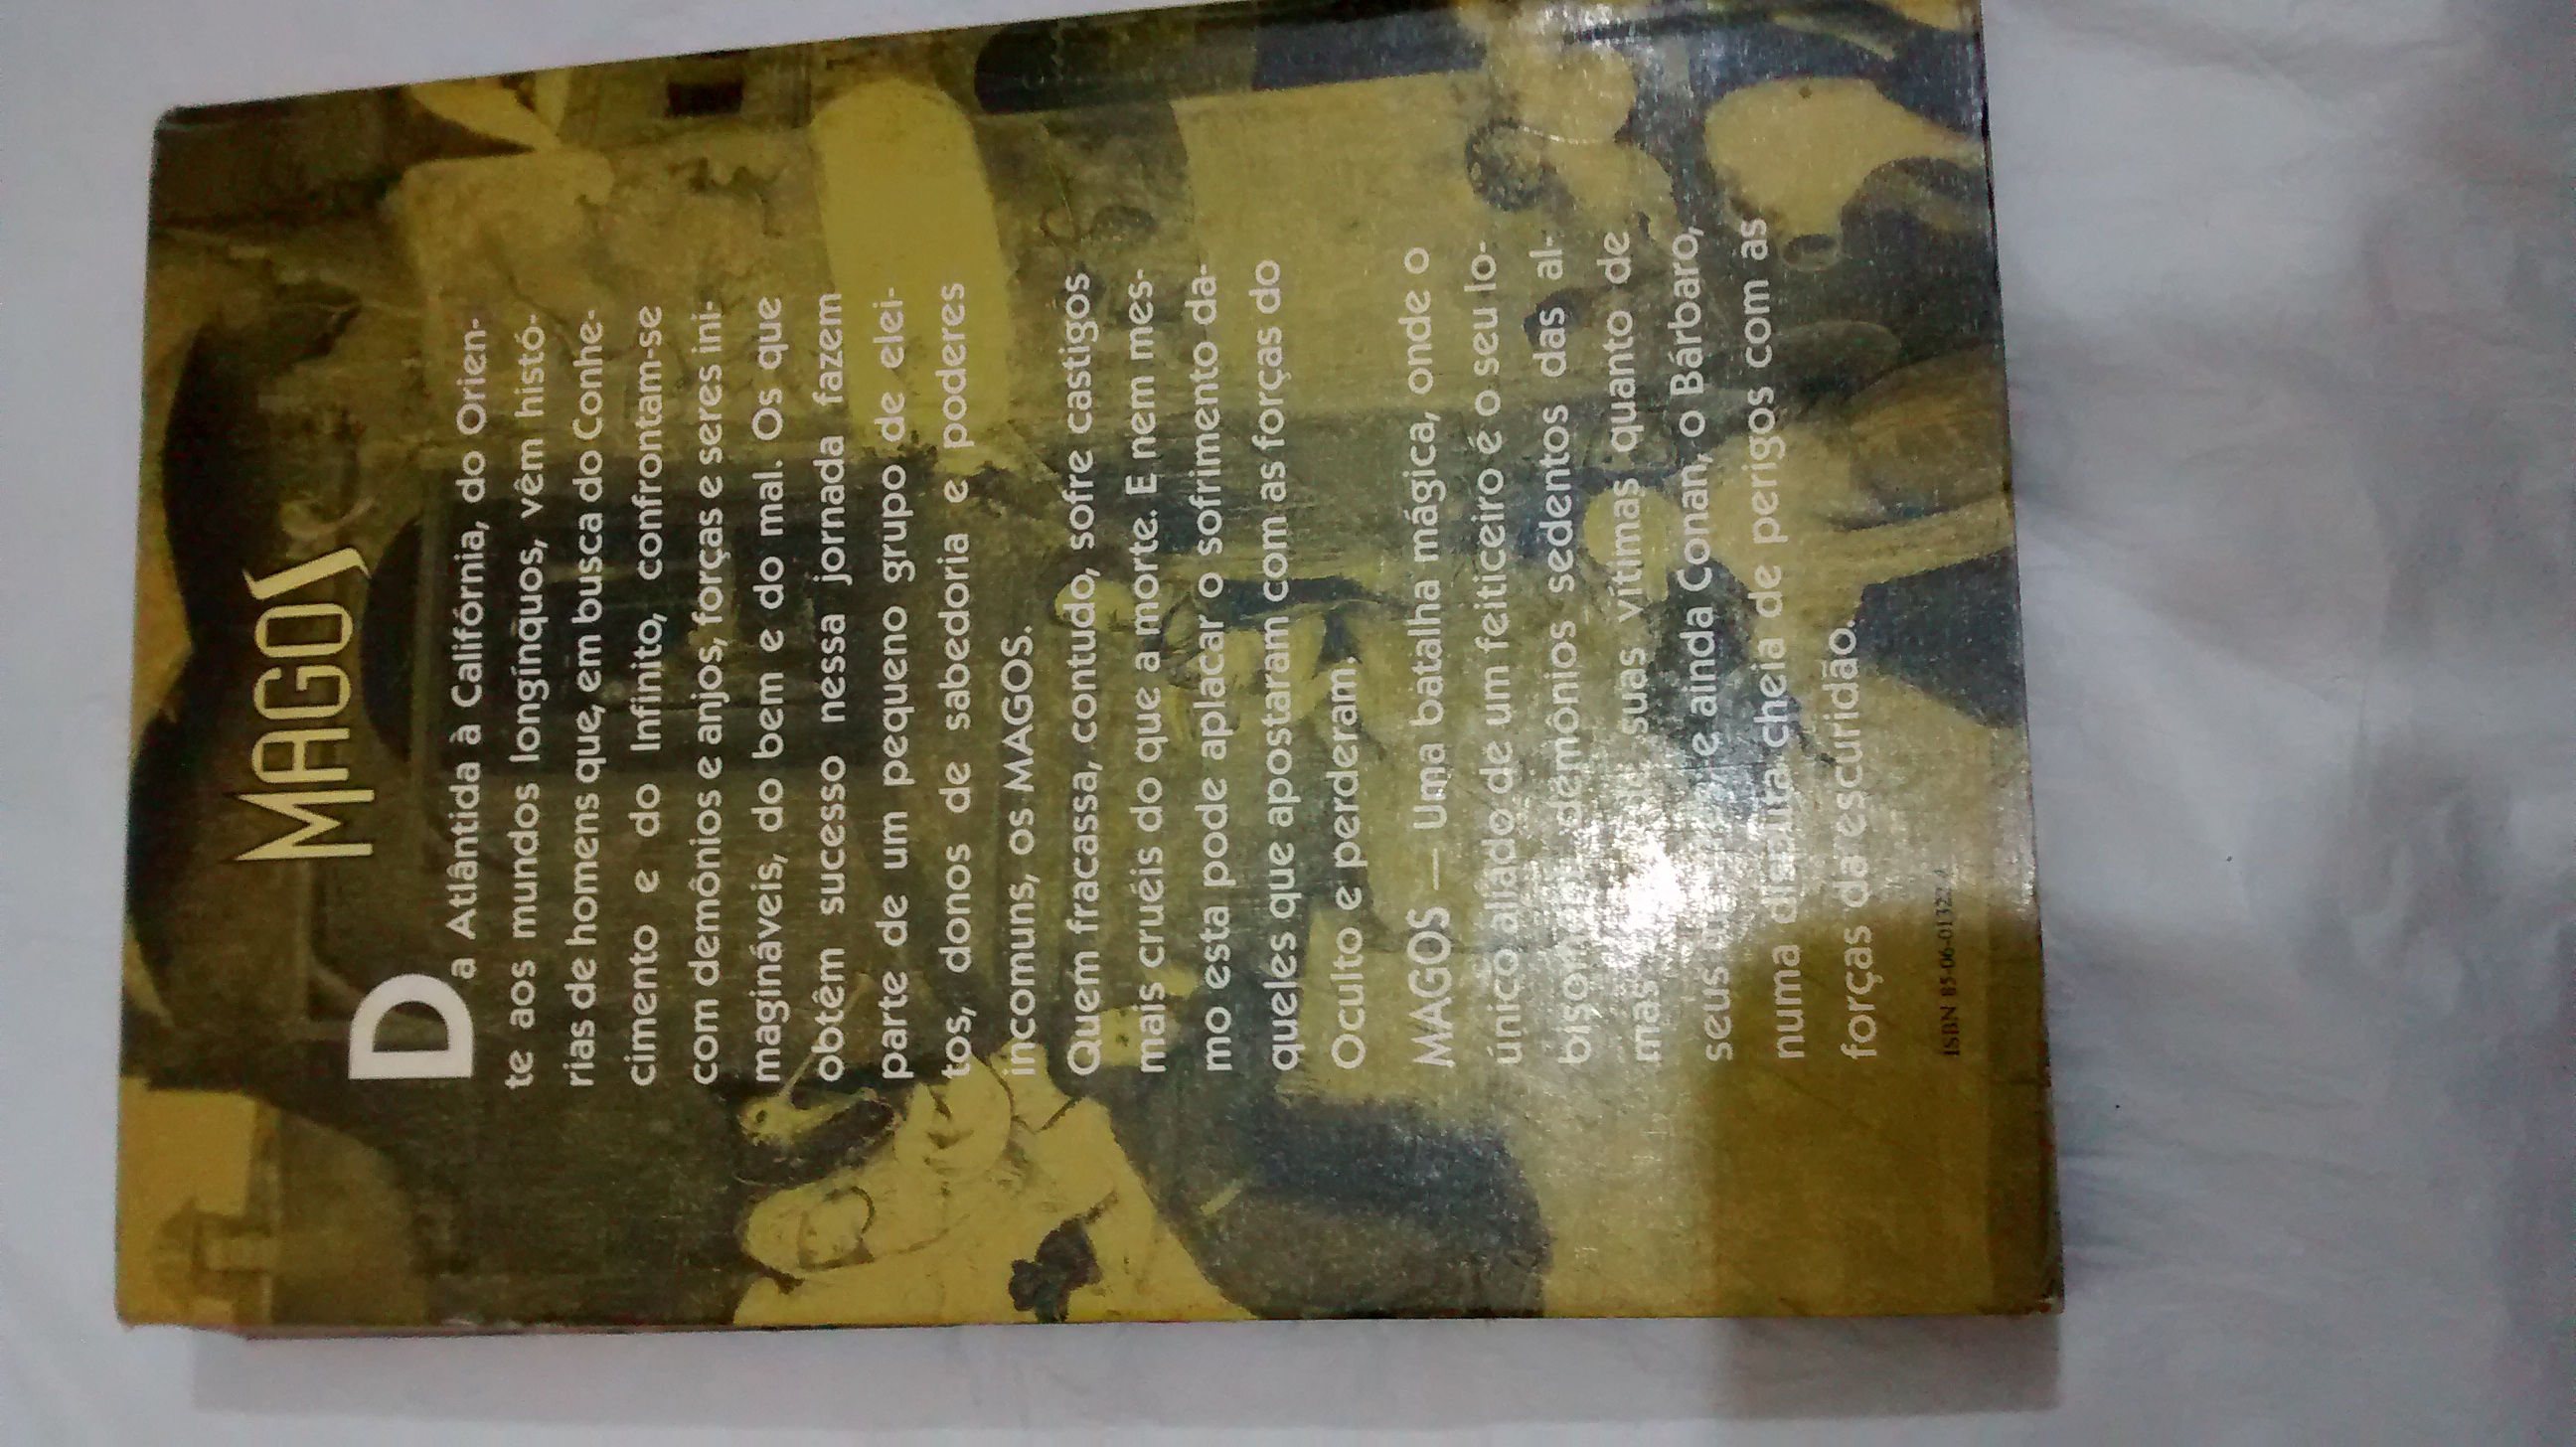 MAGOS
Da Atlântida à Califórnia, do Orien-
te aos mundos longínquos, vêm histó-
rias de homens que, em busca do Conhe-
cimento e do Infinito, confrontam-se
com demônios e anjos, forças e seres ini-
magináveis, do bem e do mal. Os que
obtêm sucesso nessa jornada fazem
parte de um pequeno grupo de elei-
tos, donos de sabedoria e poderes
incomuns, os MAGOS.
Quem fracassa, contudo, sofre castigos
mais cruéis do que a morte. E nem mes-
mo esta pode aplacar o sofrimento da-
queles que apostaram com as forças do
Oculto e perderam.
MAGOS — Uma batalha mágica, onde o
único aliado de um feiticeiro é o seu lo-
demônios sedentos das al-
mas suas vítimas quanto de
seus e ainda Conan, o Bárbaro,
numa disputa cheia de perigos com as
forças da escuridão.
ISBN 85-06-01322